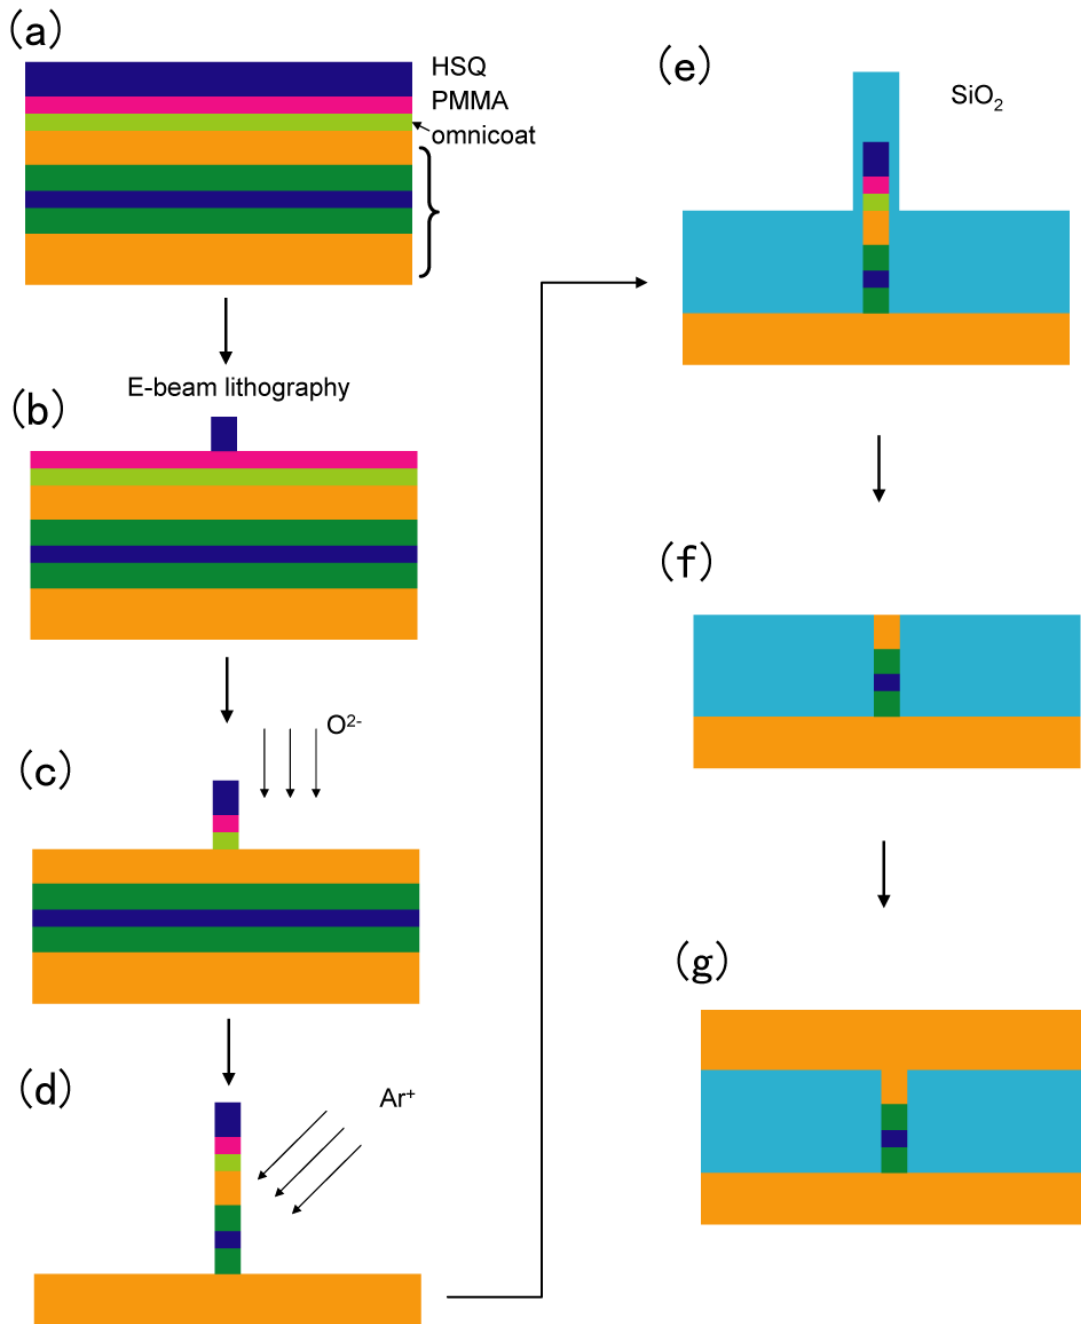 (a)
HSQ
PMMA
omnicoat
E-beam lithography
(b)
O²⁻
(c)
(d)
Ar⁺
(e)
SiO₂
(f)
(g)